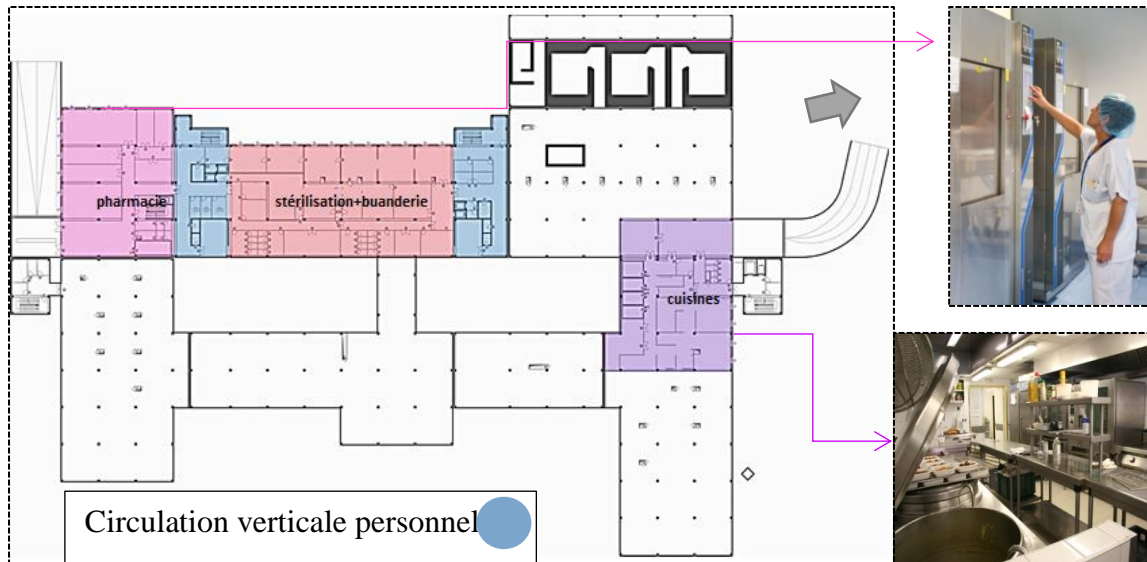 pharmacie
stérilisation+buanderie
cuisines
Circulation verticale personnel